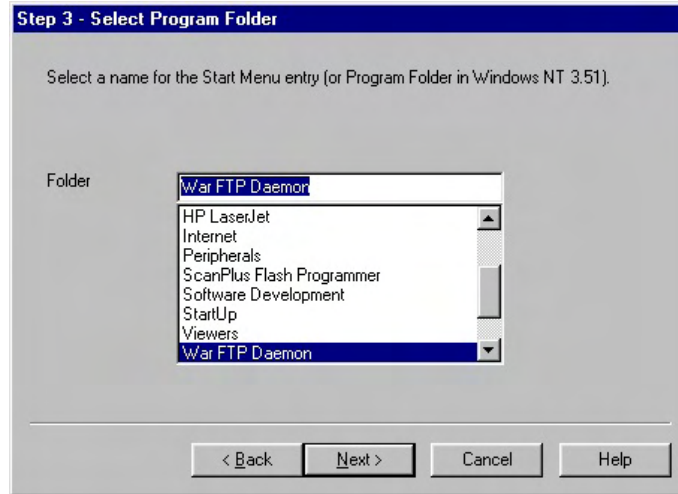 Step 3 - Select Program Folder
Select a name for the Start Menu entry (or Program Folder in Windows NT 3.51).
Folder
War FTP Daemon
HP LaserJet
Internet
Peripherals
ScanPlus Flash Programmer
Software Development
StartUp
Viewers
War FTP Daemon
< Back Next > Cancel Help